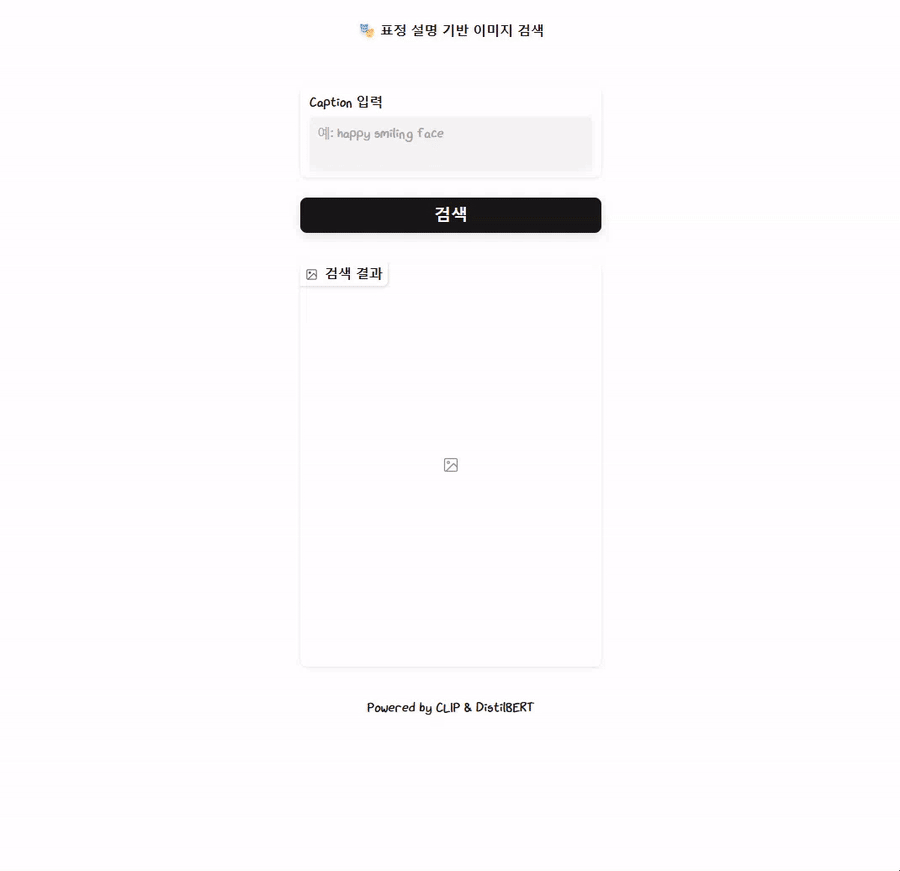 🎭 표정 설명 기반 이미지 검색
Caption 입력
예: happy smiling face
검색
검색 결과
Powered by CLIP & DistilBERT